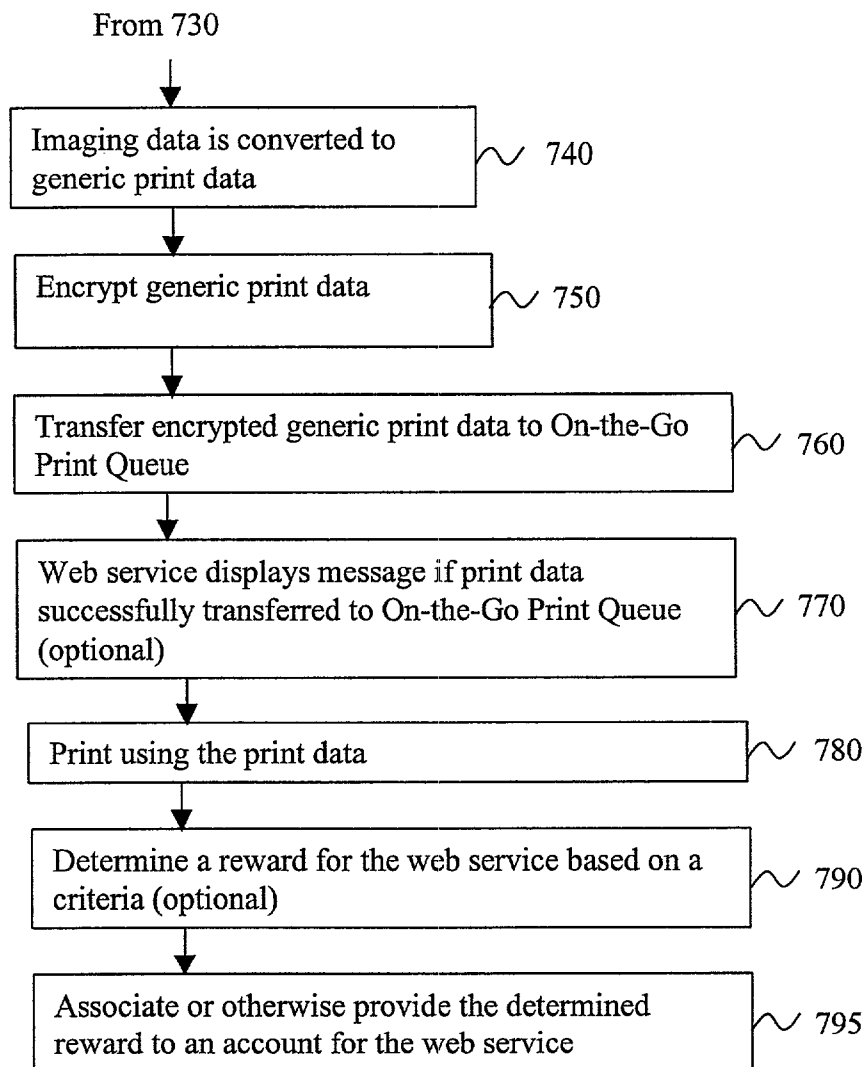 From 730
Imaging data is converted to
generic print data
740
Encrypt generic print data
750
Transfer encrypted generic print data to On-the-Go
Print Queue
760
Web service displays message if print data
successfully transferred to On-the-Go Print Queue
(optional)
770
Print using the print data
780
Determine a reward for the web service based on a
criteria (optional)
790
Associate or otherwise provide the determined
reward to an account for the web service
795